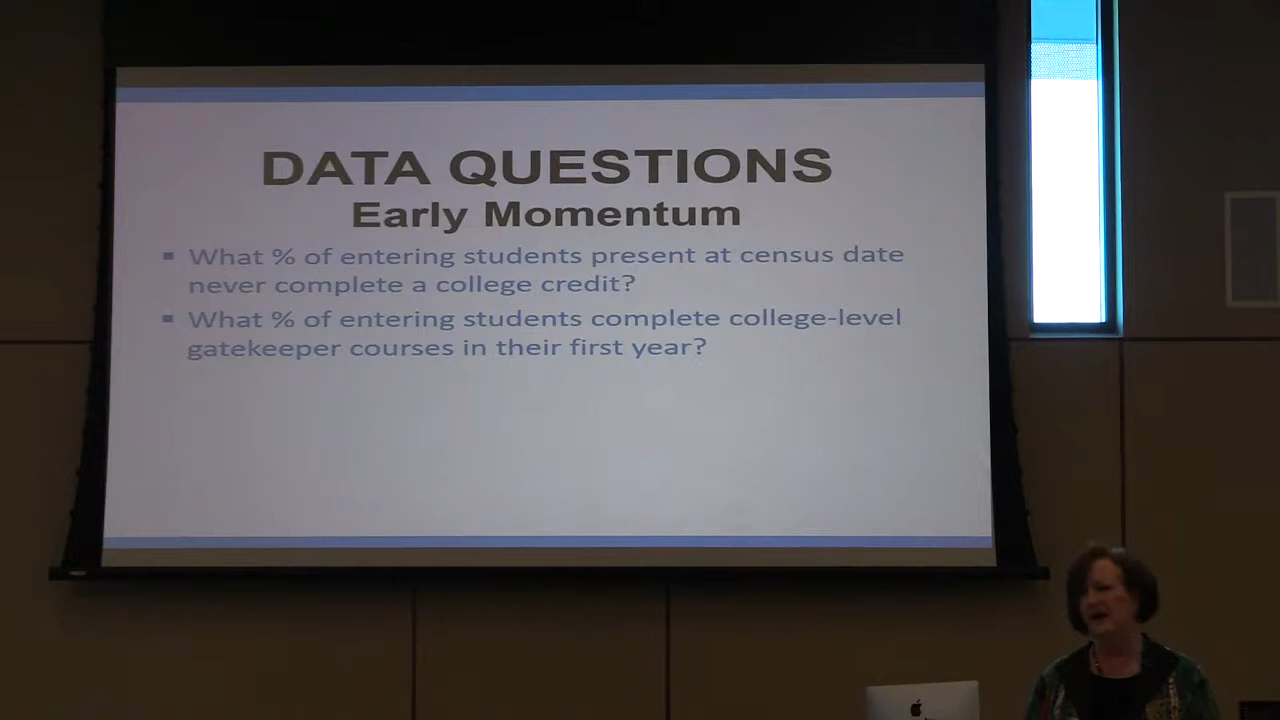 DATA QUESTIONS
Early Momentum
▪ What % of entering students present at census date
never complete a college credit?
▪ What % of entering students complete college-level
gatekeeper courses in their first year?